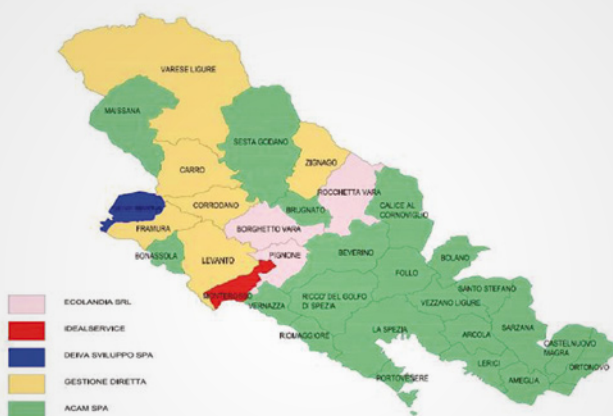 VARESE LIGURE
MAISSANA
SESTA GODANO
ZIGNAGO
CARRO
ROCCHETTA VARA
CORRODANO
BRUGNATO
CALICE AL
CORNOVIGLIO
FRAMURA
BORGHETTO VARA
BONASSOLA
LEVANTO
PIGNONE
BEVERINO
BOLANO
FOLLO
MONTEROSSO
VERNAZZA
RICCO' DEL GOLFO
DI SPEZIA
VEZZANO LIGURE
SANTO STEFANO
RIOMAGGIORE
LA SPEZIA
ARCOLA
SARZANA
CASTELNUOVO
MAGRA
LERICI
ORTONOVO
AMEGLIA
PORTOVESERE
ECOLANDIA SRL
IDEALSERVICE
DEIVA SVILUPPO SPA
GESTIONE DIRETTA
ACAM SPA